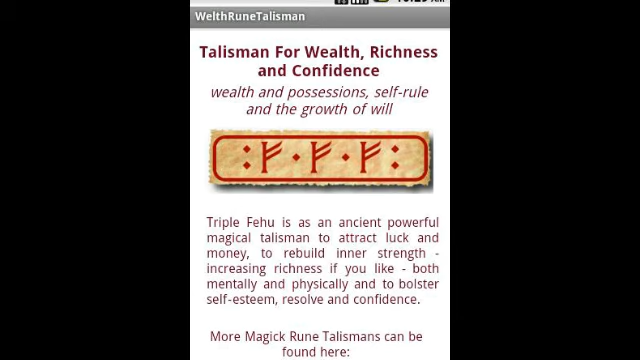 WelthRuneTalisman
Talisman For Wealth, Richness
and Confidence
wealth and possessions, self-rule
and the growth of will
:ᚠ·ᚠ·ᚠ:
Triple Fehu is as an ancient powerful
magical talisman to attract luck and
money, to rebuild inner strength -
increasing richness if you like - both
mentally and physically and to bolster
self-esteem, resolve and confidence.
More Magick Rune Talismans can be
found here: